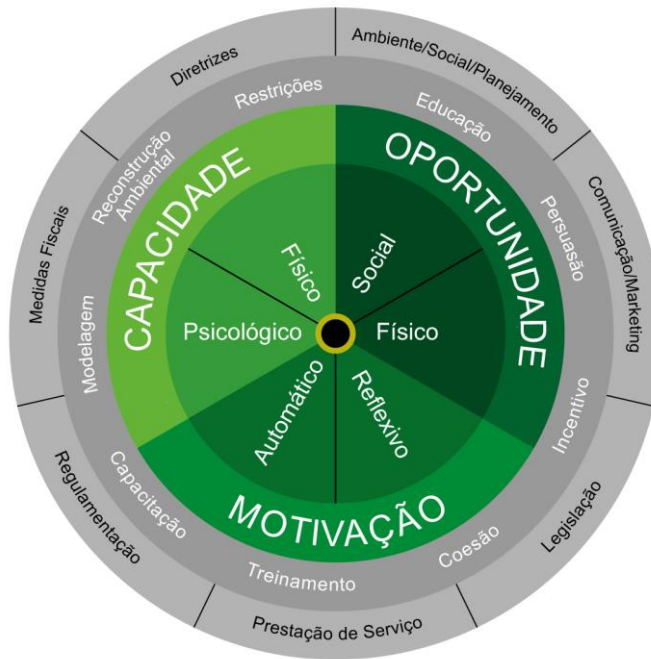 Diretrizes
Ambiente/Social/Planejamento
Comunicação/Marketing
Legislação
Prestação de Serviço
Regulamentação
Medidas Fiscais
Restrições
Educação
Persuasão
Incentivo
Coesão
Treinamento
Capacitação
Modelagem
Reconstrução
Ambiental
CAPACIDADE
OPORTUNIDADE
MOTIVAÇÃO
Físico
Social
Físico
Reflexivo
Automático
Psicológico